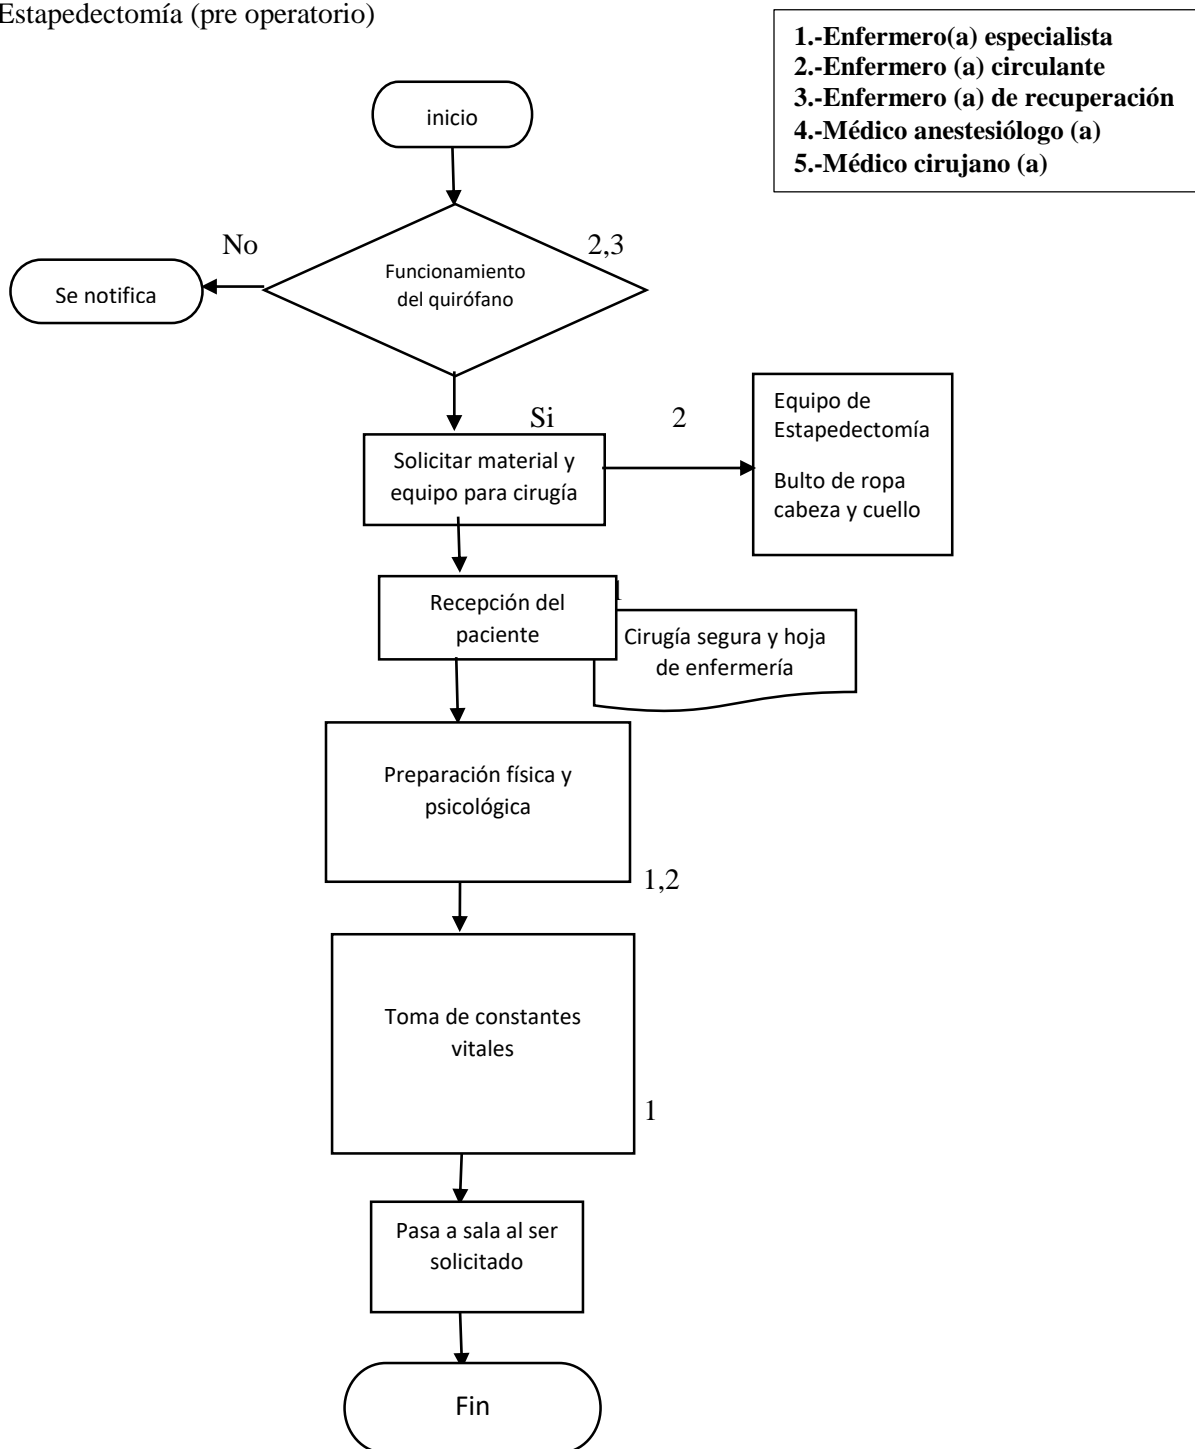 Estapedectomía (pre operatorio)
1.-Enfermero(a) especialista
2.-Enfermero (a) circulante
3.-Enfermero (a) de recuperación
4.-Médico anestesiólogo (a)
5.-Médico cirujano (a)
inicio
No
2,3
Funcionamiento
del quirófano
Se notifica
Si
2
Equipo de
Estapedectomía
Bulto de ropa
cabeza y cuello
Solicitar material y
equipo para cirugía
Recepción del
paciente
Cirugía segura y hoja
de enfermería
Preparación física y
psicológica
1,2
Toma de constantes
vitales
1
Pasa a sala al ser
solicitado
Fin